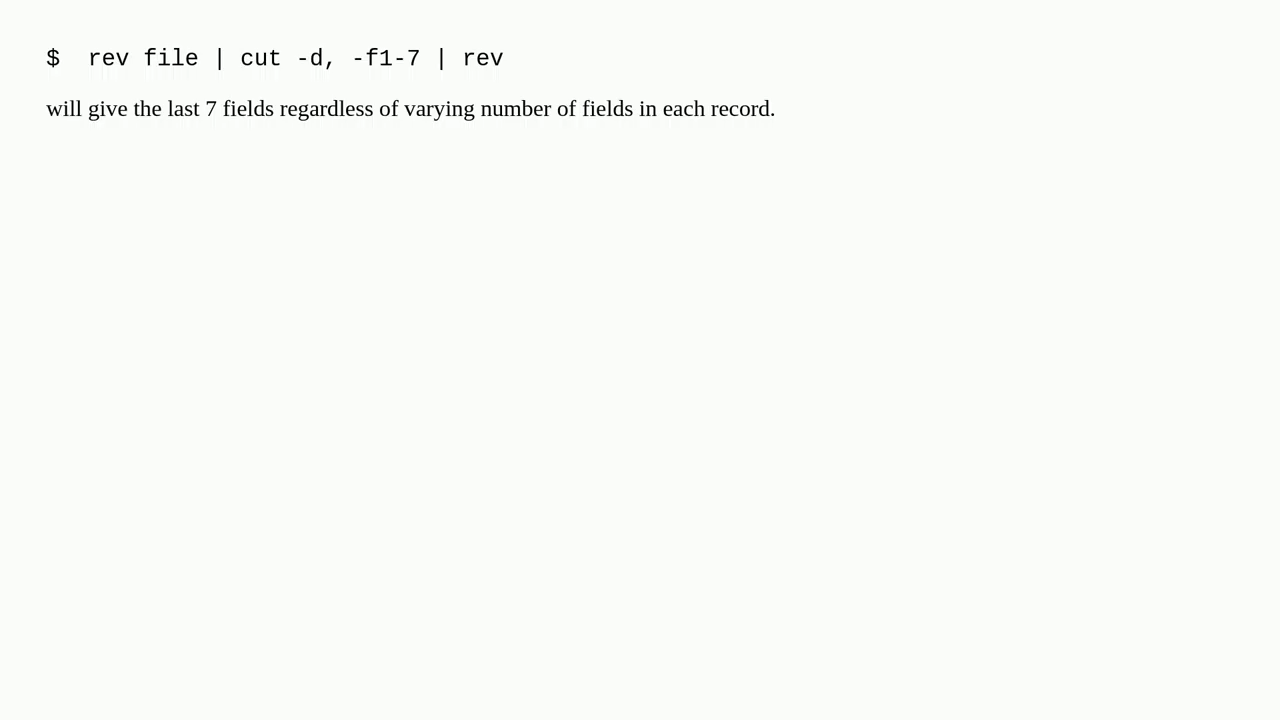 $  rev file | cut -d, -f1-7 | rev
will give the last 7 fields regardless of varying number of fields in each record.